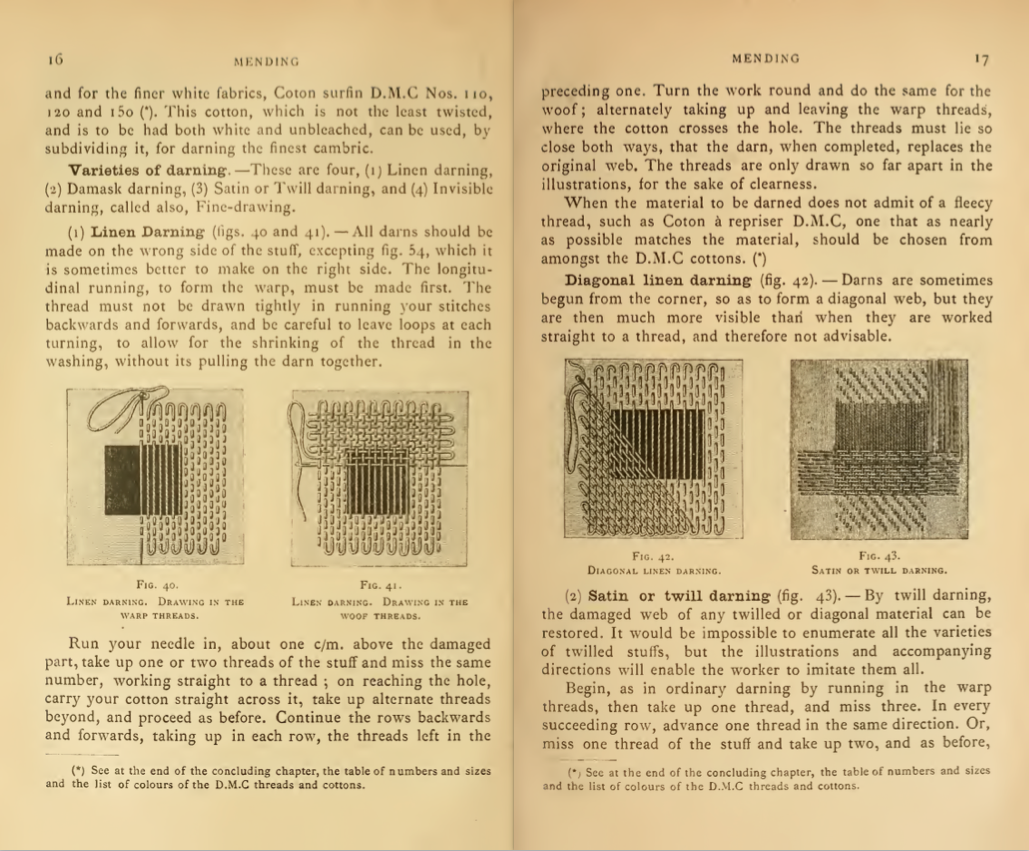 16
MENDING
and for the finer white fabrics, Coton surfin D.M.C Nos. 110,
120 and 150 (*). This cotton, which is not the least twisted,
and is to be had both white and unbleached, can be used, by
subdividing it, for darning the finest cambric.
Varieties of darning. — These are four, (1) Linen darning,
(2) Damask darning, (3) Satin or Twill darning, and (4) Invisible
darning, called also, Fine-drawing.
(1) Linen Darning (figs. 40 and 41). — All darns should be
made on the wrong side of the stuff, excepting fig. 54, which it
is sometimes better to make on the right side. The longitu-
dinal running, to form the warp, must be made first. The
thread must not be drawn tightly in running your stitches
backwards and forwards, and be careful to leave loops at each
turning, to allow for the shrinking of the thread in the
washing, without its pulling the darn together.
FIG. 40.
LINEN DARNING. DRAWING IN THE
WARP THREADS.
FIG. 41.
LINEN DARNING. DRAWING IN THE
WOOF THREADS.
Run your needle in, about one c/m. above the damaged
part, take up one or two threads of the stuff and miss the same
number, working straight to a thread ; on reaching the hole,
carry your cotton straight across it, take up alternate threads
beyond, and proceed as before. Continue the rows backwards
and forwards, taking up in each row, the threads left in the
(*) See at the end of the concluding chapter, the table of numbers and sizes
and the list of colours of the D.M.C threads and cottons.
MENDING
17
preceding one. Turn the work round and do the same for the
woof ; alternately taking up and leaving the warp threads,
where the cotton crosses the hole. The threads must lie so
close both ways, that the darn, when completed, replaces the
original web. The threads are only drawn so far apart in the
illustrations, for the sake of clearness.
When the material to be darned does not admit of a fleecy
thread, such as Coton à repriser D.M.C, one that as nearly
as possible matches the material, should be chosen from
amongst the D.M.C cottons. (*)
Diagonal linen darning (fig. 42). — Darns are sometimes
begun from the corner, so as to form a diagonal web, but they
are then much more visible than when they are worked
straight to a thread, and therefore not advisable.
FIG. 42.
DIAGONAL LINEN DARNING.
FIG. 43.
SATIN OR TWILL DARNING.
(2) Satin or twill darning (fig. 43). — By twill darning,
the damaged web of any twilled or diagonal material can be
restored. It would be impossible to enumerate all the varieties
of twilled stuffs, but the illustrations and accompanying
directions will enable the worker to imitate them all.
Begin, as in ordinary darning by running in the warp
threads, then take up one thread, and miss three. In every
succeeding row, advance one thread in the same direction. Or,
miss one thread of the stuff and take up two, and as before,
(*) See at the end of the concluding chapter, the table of numbers and sizes
and the list of colours of the D.M.C threads and cottons.